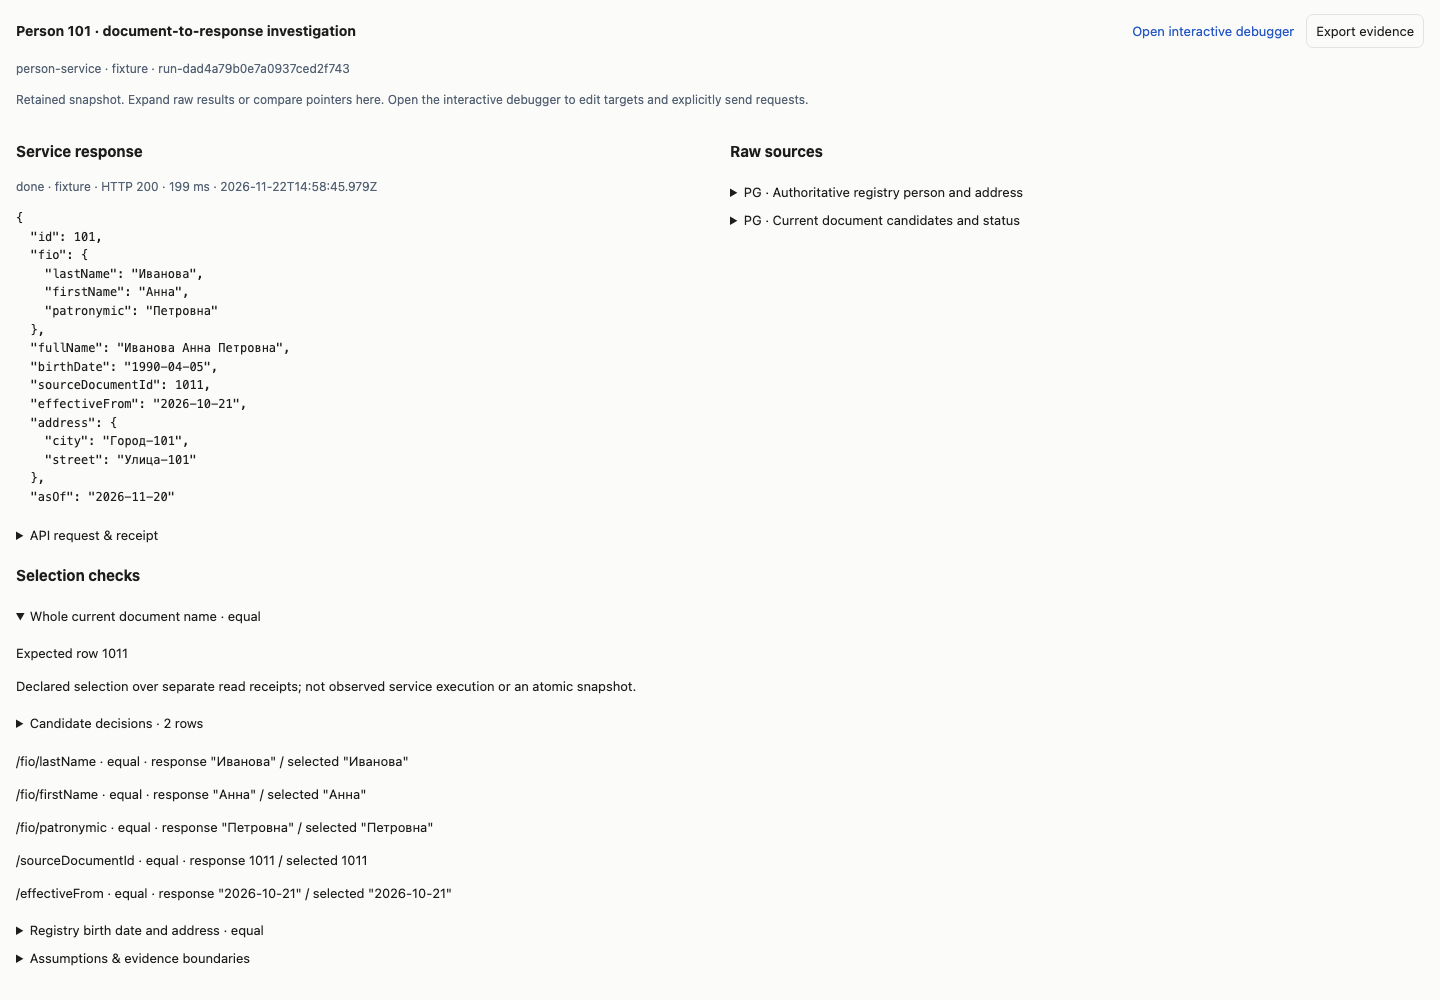 Person 101 · document-to-response investigation
Open interactive debugger
Export evidence
person-service · fixture · run-dad4a79b0e7a0937ced2f743
Retained snapshot. Expand raw results or compare pointers here. Open the interactive debugger to edit targets and explicitly send requests.
Service response
done · fixture · HTTP 200 · 199 ms · 2026-11-22T14:58:45.979Z
{
  "id": 101,
  "fio": {
    "lastName": "Иванова",
    "firstName": "Анна",
    "patronymic": "Петровна"
  },
  "fullName": "Иванова Анна Петровна",
  "birthDate": "1990-04-05",
  "sourceDocumentId": 1011,
  "effectiveFrom": "2026-10-21",
  "address": {
    "city": "Город-101",
    "street": "Улица-101"
  },
  "asOf": "2026-11-20"
▶ API request & receipt
Selection checks
▼ Whole current document name · equal
Expected row 1011
Declared selection over separate read receipts; not observed service execution or an atomic snapshot.
▶ Candidate decisions · 2 rows
/fio/lastName · equal · response "Иванова" / selected "Иванова"
/fio/firstName · equal · response "Анна" / selected "Анна"
/fio/patronymic · equal · response "Петровна" / selected "Петровна"
/sourceDocumentId · equal · response 1011 / selected 1011
/effectiveFrom · equal · response "2026-10-21" / selected "2026-10-21"
▶ Registry birth date and address · equal
▶ Assumptions & evidence boundaries
Raw sources
▶ PG · Authoritative registry person and address
▶ PG · Current document candidates and status